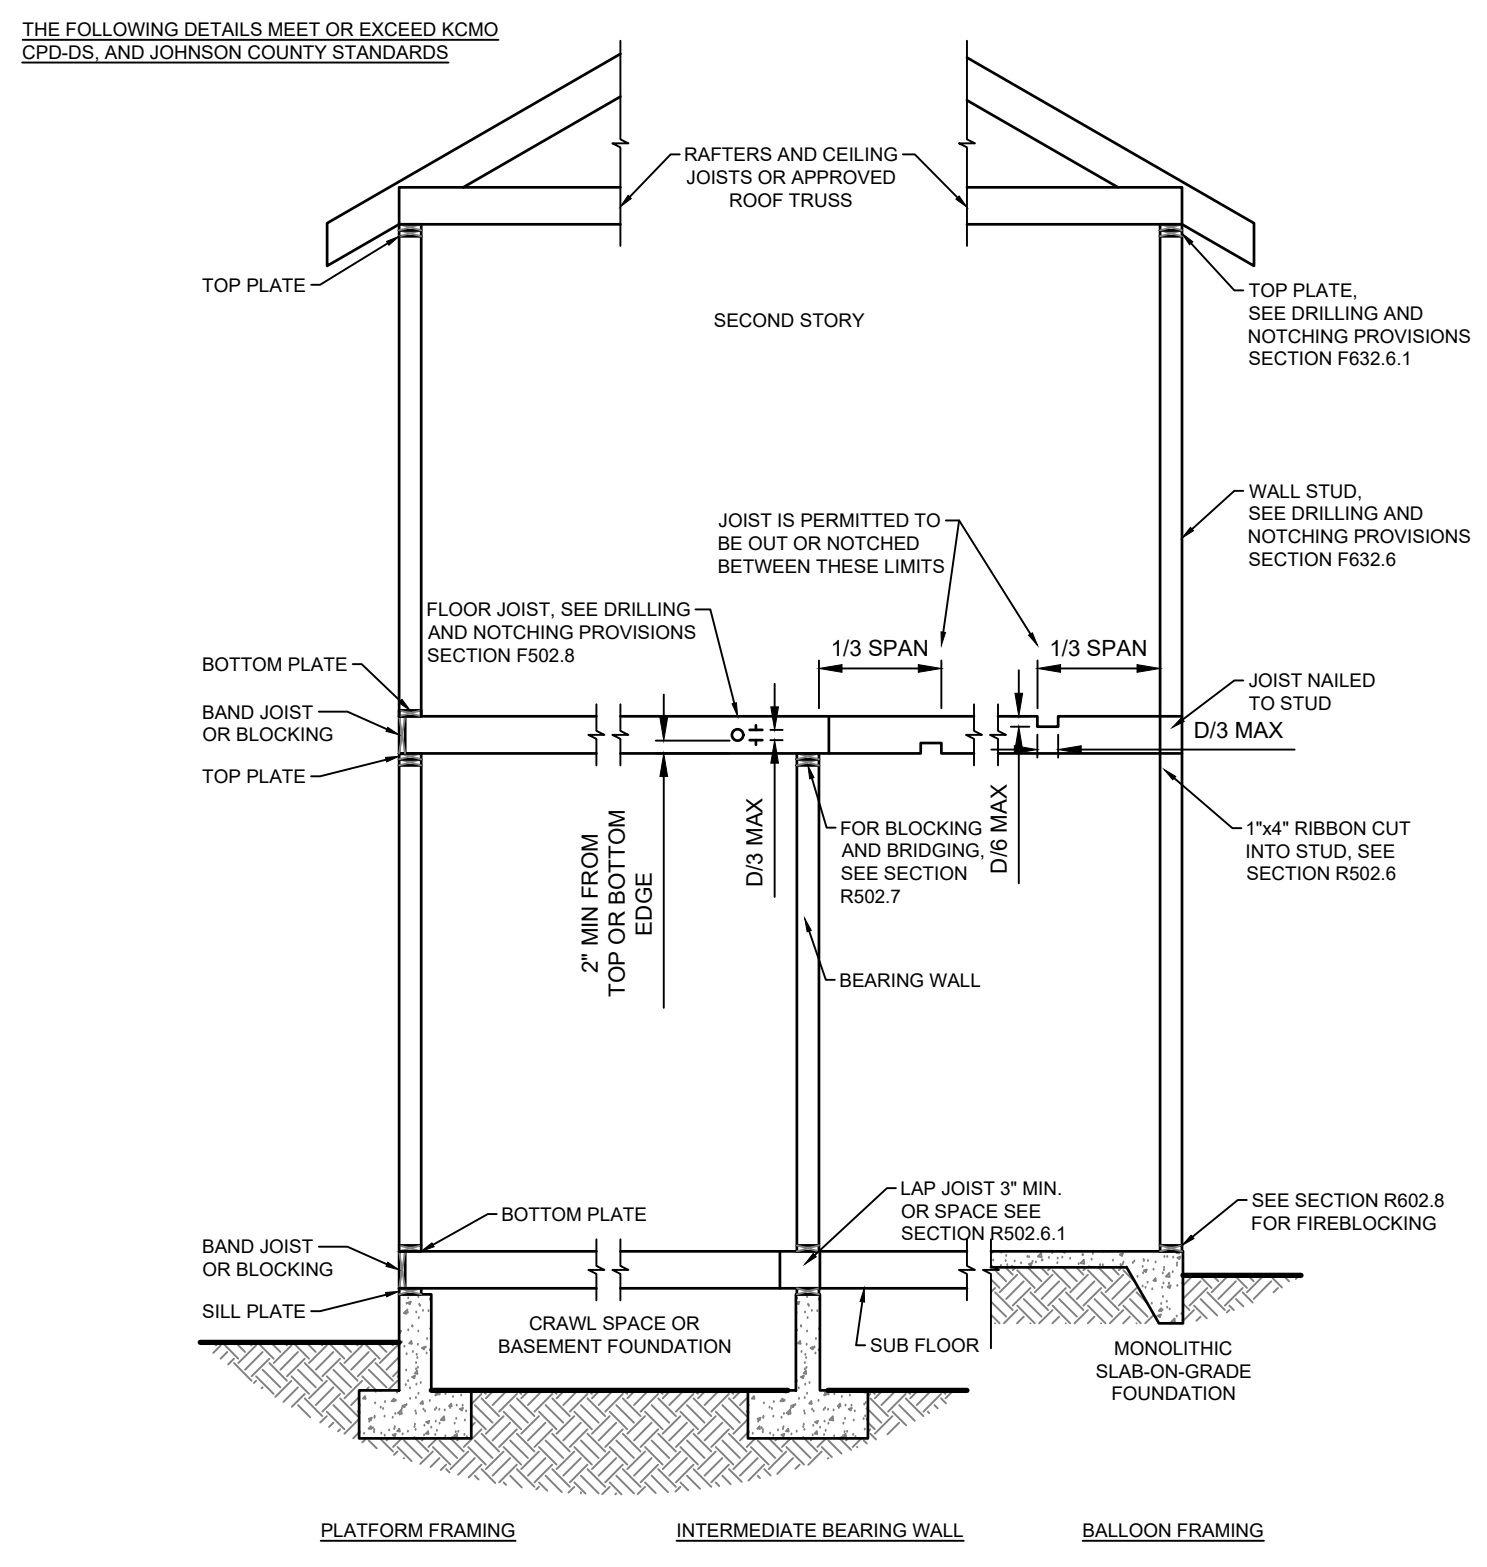 THE FOLLOWING DETAILS MEET OR EXCEED KCMO
CPD-DS, AND JOHNSON COUNTY STANDARDS
RAFTERS AND CEILING
JOISTS OR APPROVED
ROOF TRUSS
TOP PLATE
TOP PLATE,
SEE DRILLING AND
NOTCHING PROVISIONS
SECTION F632.6.1
SECOND STORY
WALL STUD,
SEE DRILLING AND
NOTCHING PROVISIONS
SECTION F632.6
JOIST IS PERMITTED TO
BE OUT OR NOTCHED
BETWEEN THESE LIMITS
FLOOR JOIST, SEE DRILLING
AND NOTCHING PROVISIONS
SECTION F502.8
1/3 SPAN
1/3 SPAN
BOTTOM PLATE
BAND JOIST
OR BLOCKING
TOP PLATE
JOIST NAILED
TO STUD
D/3 MAX
2" MIN FROM
TOP OR BOTTOM
EDGE
D/3 MAX
FOR BLOCKING
AND BRIDGING,
SEE SECTION
R502.7
D/6 MAX
1"x4" RIBBON CUT
INTO STUD, SEE
SECTION R502.6
BEARING WALL
LAP JOIST 3" MIN.
OR SPACE SEE
SECTION R502.6.1
SEE SECTION R602.8
FOR FIREBLOCKING
BOTTOM PLATE
BAND JOIST
OR BLOCKING
SILL PLATE
CRAWL SPACE OR
BASEMENT FOUNDATION
SUB FLOOR
MONOLITHIC
SLAB-ON-GRADE
FOUNDATION
PLATFORM FRAMING
INTERMEDIATE BEARING WALL
BALLOON FRAMING